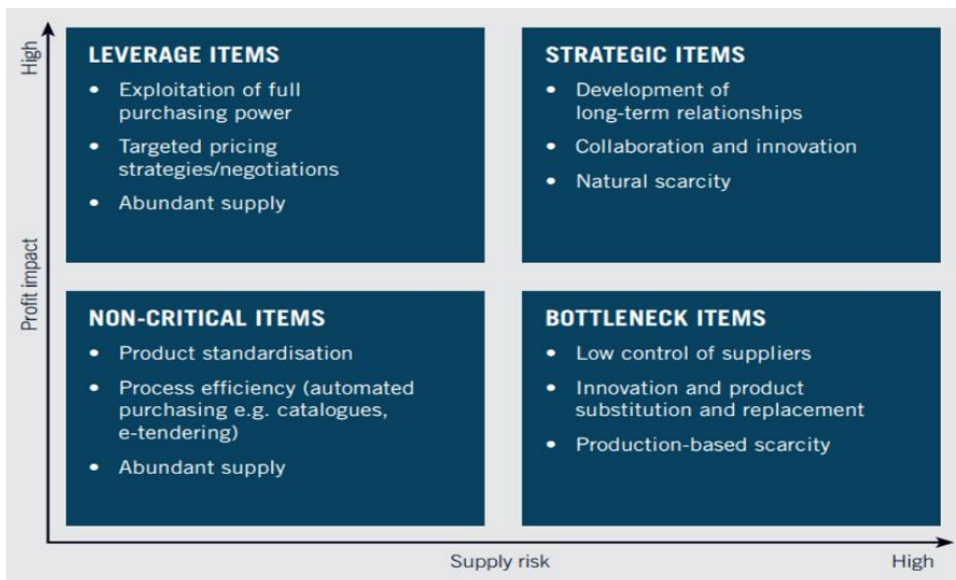 High
Profit impact
LEVERAGE ITEMS
• Exploitation of full
purchasing power
• Targeted pricing
strategies/negotiations
• Abundant supply
STRATEGIC ITEMS
• Development of
long-term relationships
• Collaboration and innovation
• Natural scarcity
NON-CRITICAL ITEMS
• Product standardisation
• Process efficiency (automated
purchasing e.g. catalogues,
e-tendering)
• Abundant supply
BOTTLENECK ITEMS
• Low control of suppliers
• Innovation and product
substitution and replacement
• Production-based scarcity
Supply risk
High